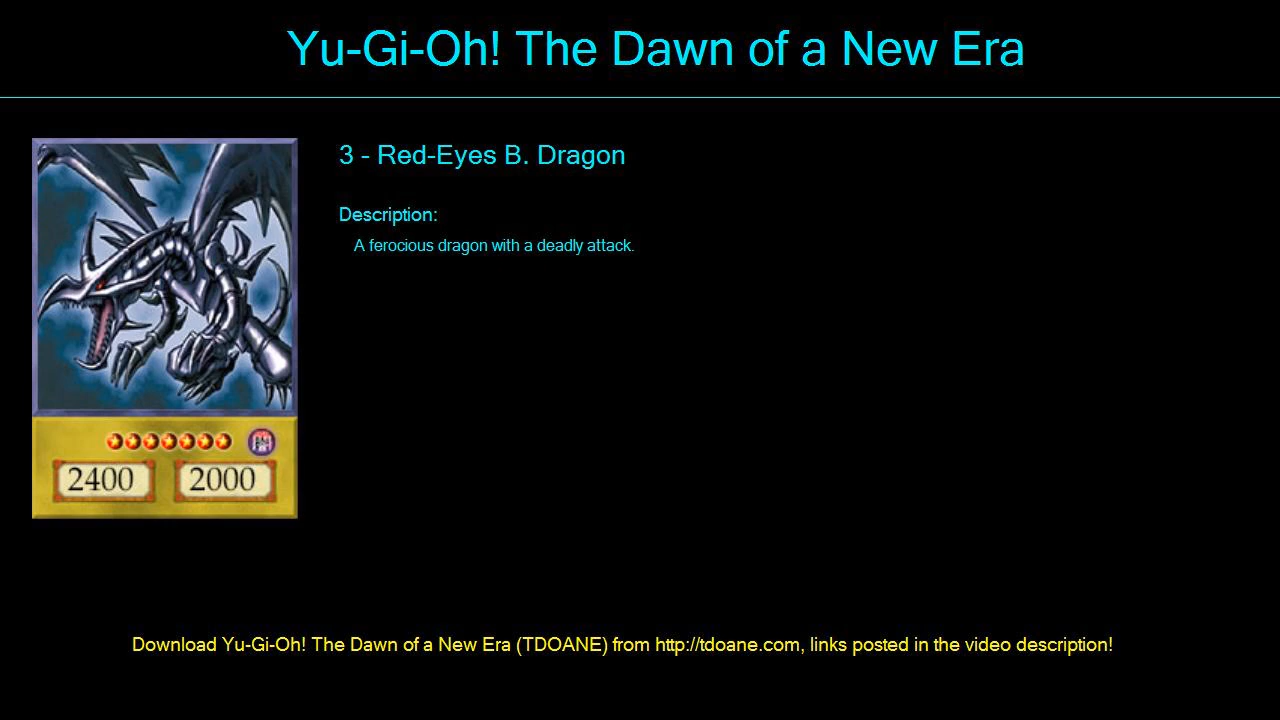 Yu-Gi-Oh! The Dawn of a New Era
3 - Red-Eyes B. Dragon
Description:
A ferocious dragon with a deadly attack.
2400 2000
Download Yu-Gi-Oh! The Dawn of a New Era (TDOANE) from http://tdoane.com, links posted in the video description!